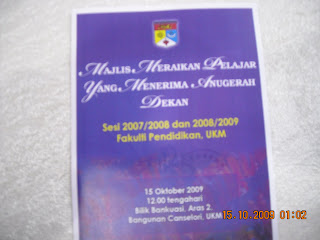 Majlis Meraikan Pelajar
Yang Menerima Anugerah
Dekan
Sesi 2007/2008 dan 2008/2009
Fakulti Pendidikan, UKM
15 Oktober 2009
12.00 tengahari
Bilik Bankuasi, Aras 2,
Bangunan Canselori, UKM
15.10.2009 01:02